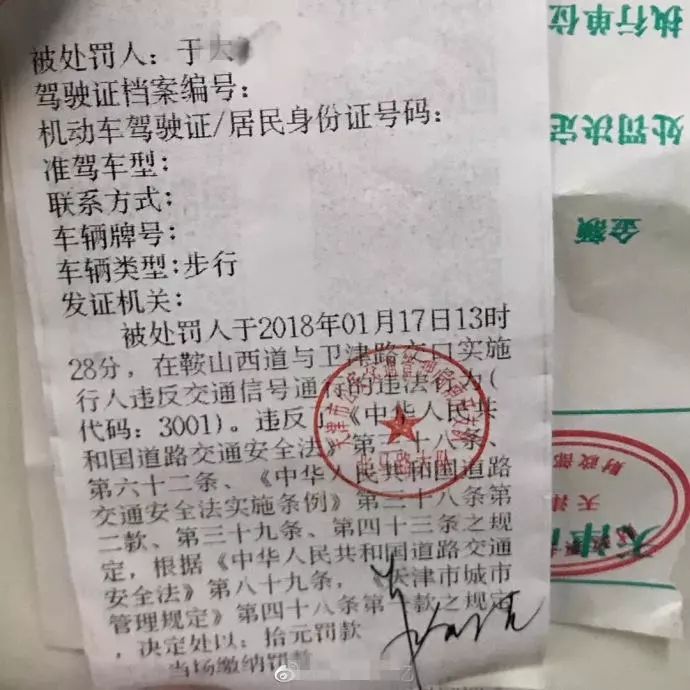 被处罚人：于
驾驶证档案编号：
机动车驾驶证/居民身份证号码：
准驾车型：
联系方式：
车辆牌号：
车辆类型：步行
发证机关：
被处罚人于2018年01月17日13时
28分，在鞍山西道与卫津路交口实施
行人违反交通信号通行的违法行为(
代码：3001)。违反了《中华人民共
和国道路交通安全法》第三十八条、
第六十二条、《中华人民共和国道路
交通安全法实施条例》第三十八条第
二款、第三十九条、第四十三条之规
定，根据《中华人民共和国道路交通
安全法》第八十九条，《天津市城市
管理规定》第四十八条第一款之规定
，决定处以：拾元罚款
当场缴纳罚款
执行单位
处罚决定
金额
财政部
天津
天津